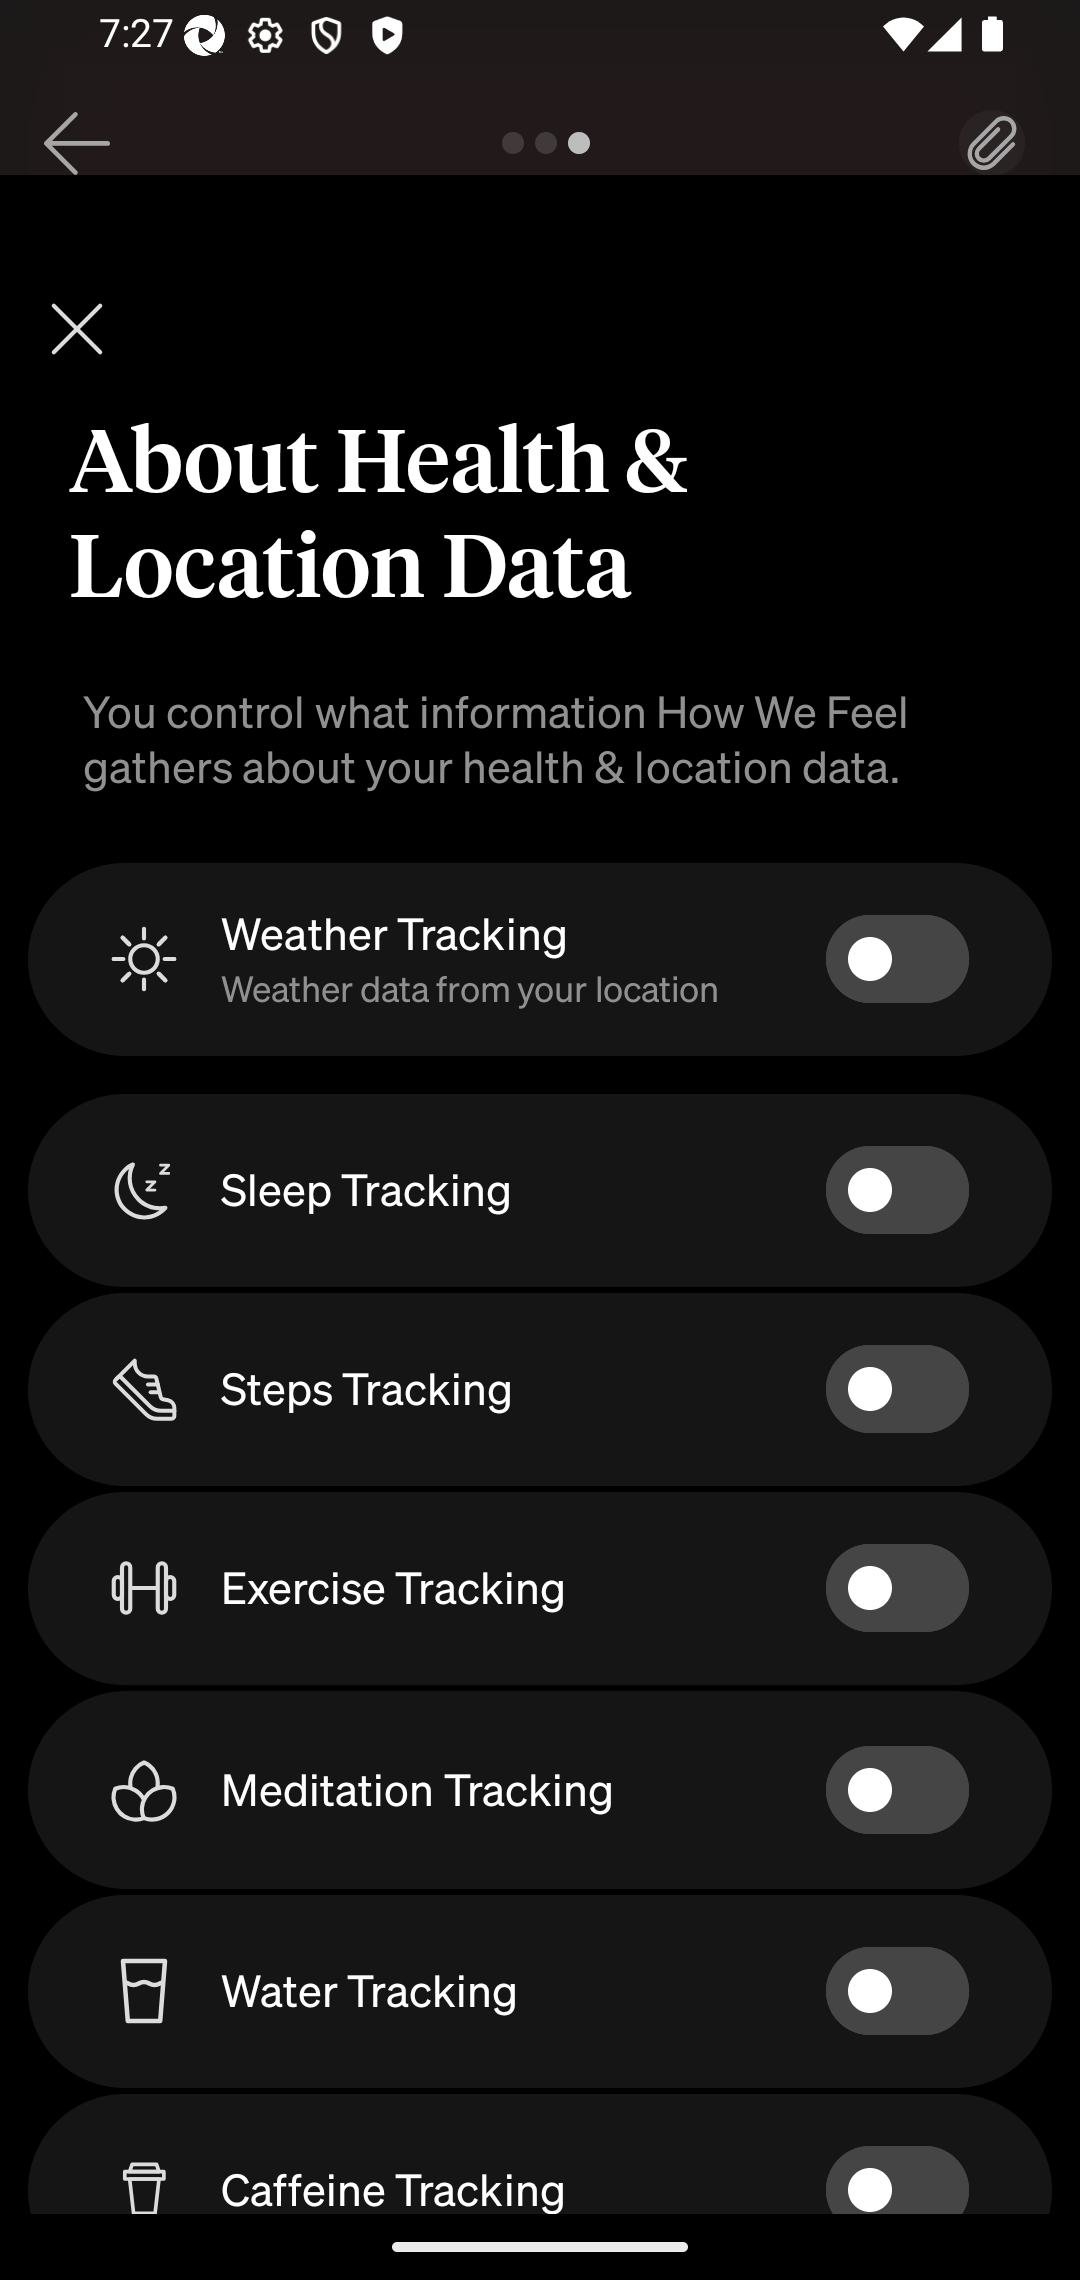 7:27
About Health &
Location Data
You control what information How We Feel
gathers about your health & location data.
Weather Tracking
Weather data from your location
Sleep Tracking
Steps Tracking
Exercise Tracking
Meditation Tracking
Water Tracking
Caffeine Tracking